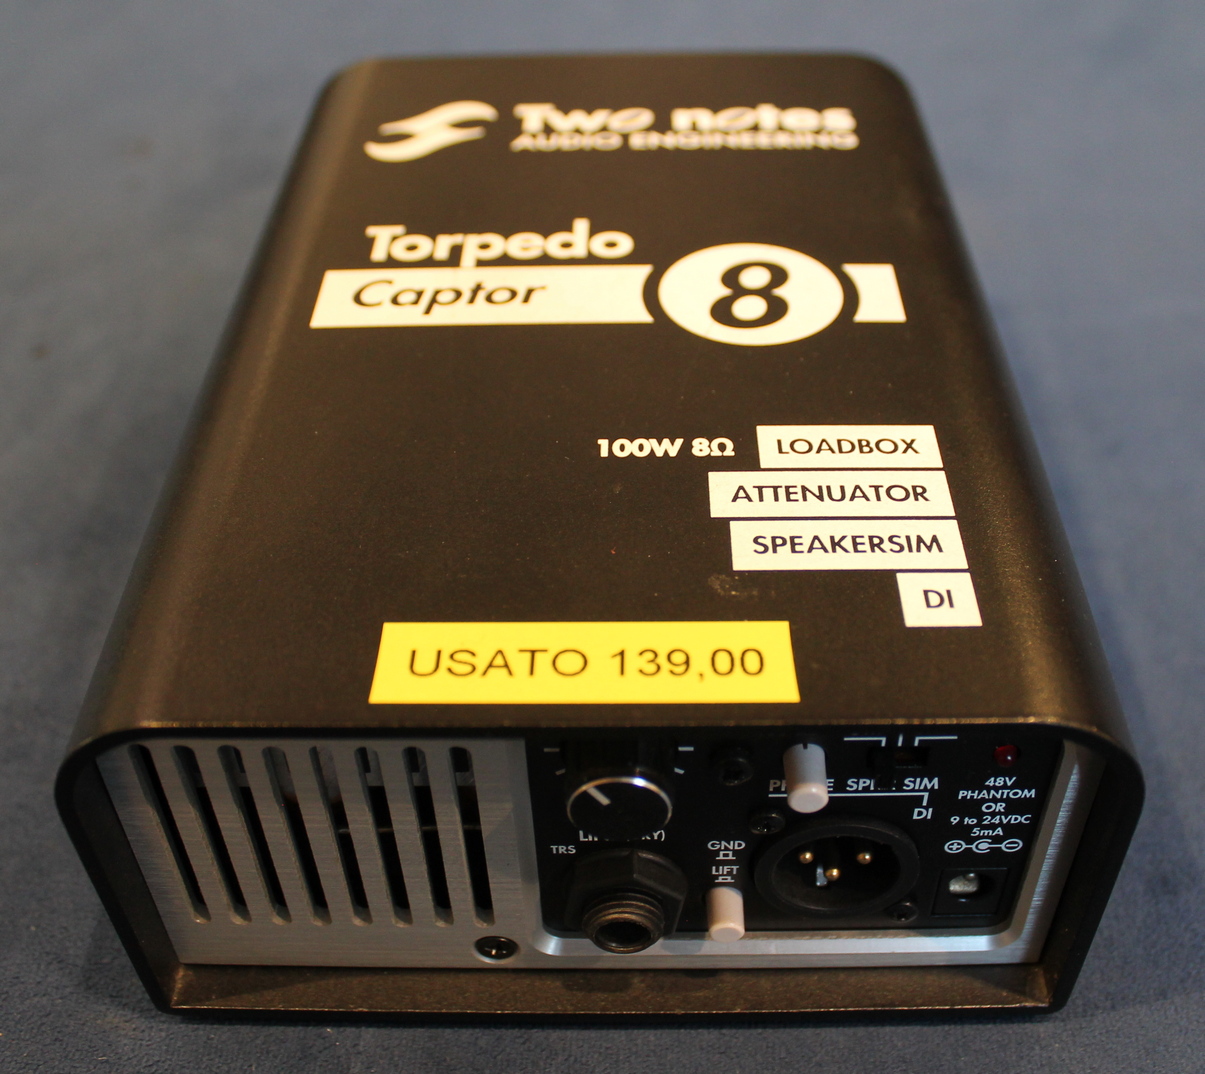 Two notes
AUDIO ENGINEERING
Torpedo
Captor 8
100W 8Ω LOADBOX
ATTENUATOR
SPEAKERSIM
DI
USATO 139,00
SIM
DI
48V
PHANTOM
OR
9 to 24VDC
5mA
TRS
GND
LIFT